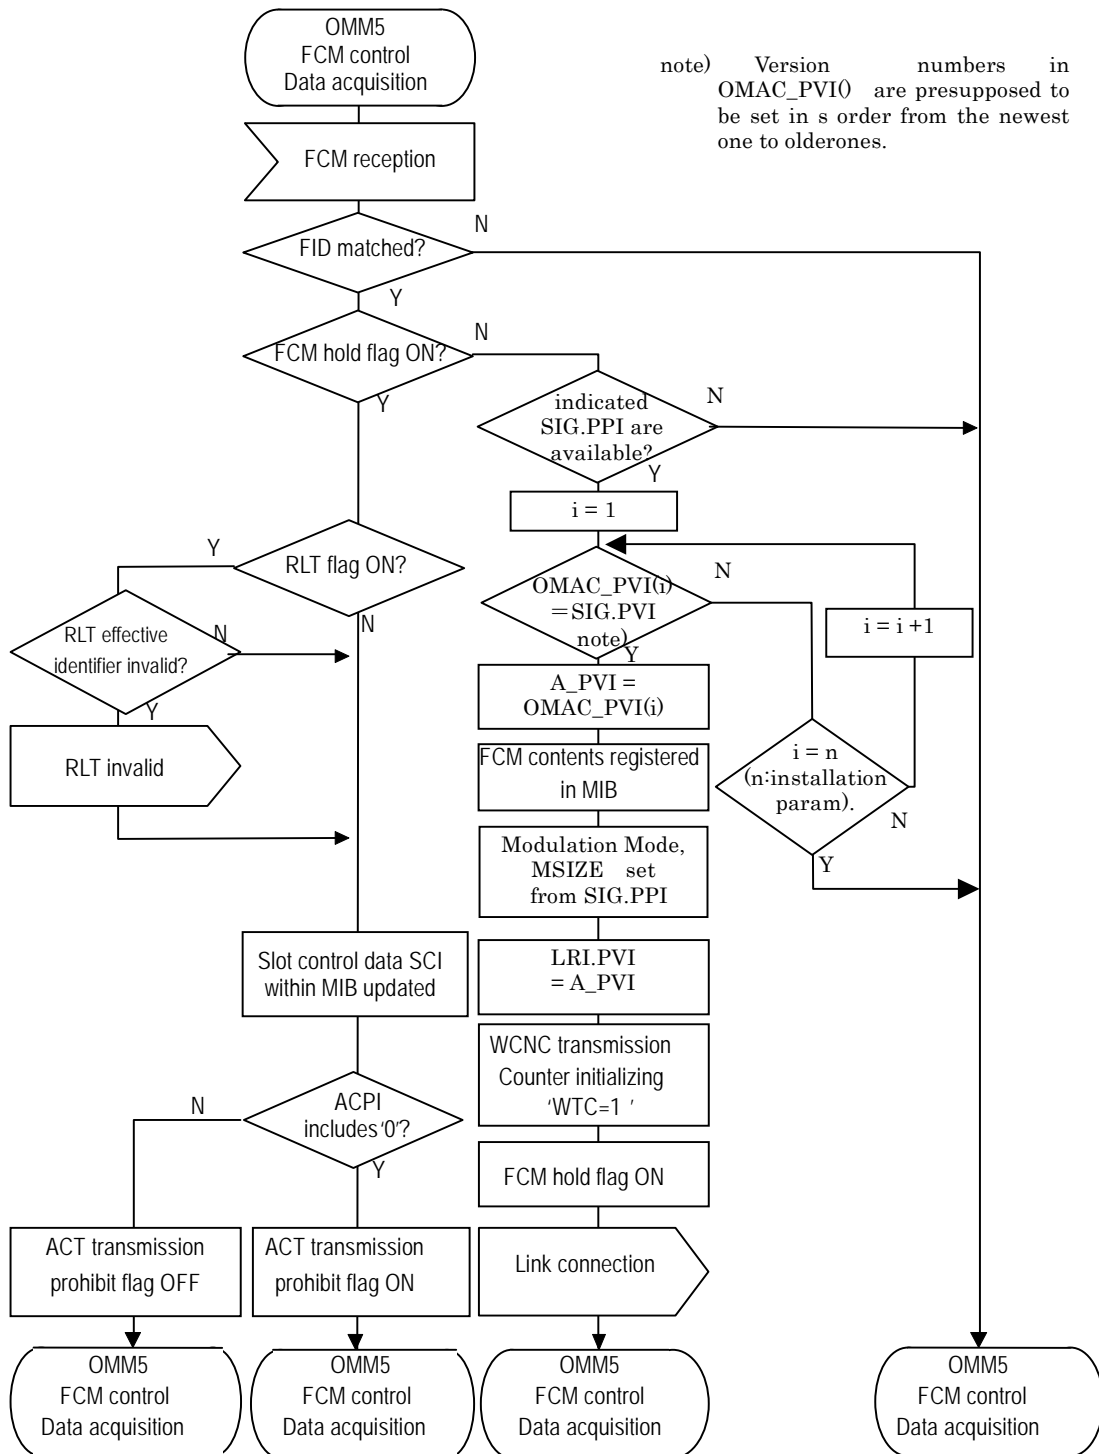 OMM5
FCM control
Data acquisition
note) Version numbers in
OMAC_PVI() are presupposed to
be set in s order from the newest
one to olderones.
FCM reception
FID matched?
N
Y
FCM hold flag ON?
N
Y
indicated
SIG.PPI are
available?
N
Y
i = 1
RLT flag ON?
Y
N
OMAC_PVI(i)
=SIG.PVI
note)
N
Y
i = i +1
RLT effective
identifier invalid?
N
Y
RLT invalid
A_PVI =
OMAC_PVI(i)
FCM contents registered
in MIB
i = n
(n:installation
param).
N
Y
Modulation Mode,
MSIZE set
from SIG.PPI
Slot control data SCI
within MIB updated
LRI.PVI
= A_PVI
WCNC transmission
Counter initializing
‘WTC=1 ’
ACPI
includes ‘0’?
N
Y
FCM hold flag ON
ACT transmission
prohibit flag OFF
ACT transmission
prohibit flag ON
Link connection
OMM5
FCM control
Data acquisition
OMM5
FCM control
Data acquisition
OMM5
FCM control
Data acquisition
OMM5
FCM control
Data acquisition